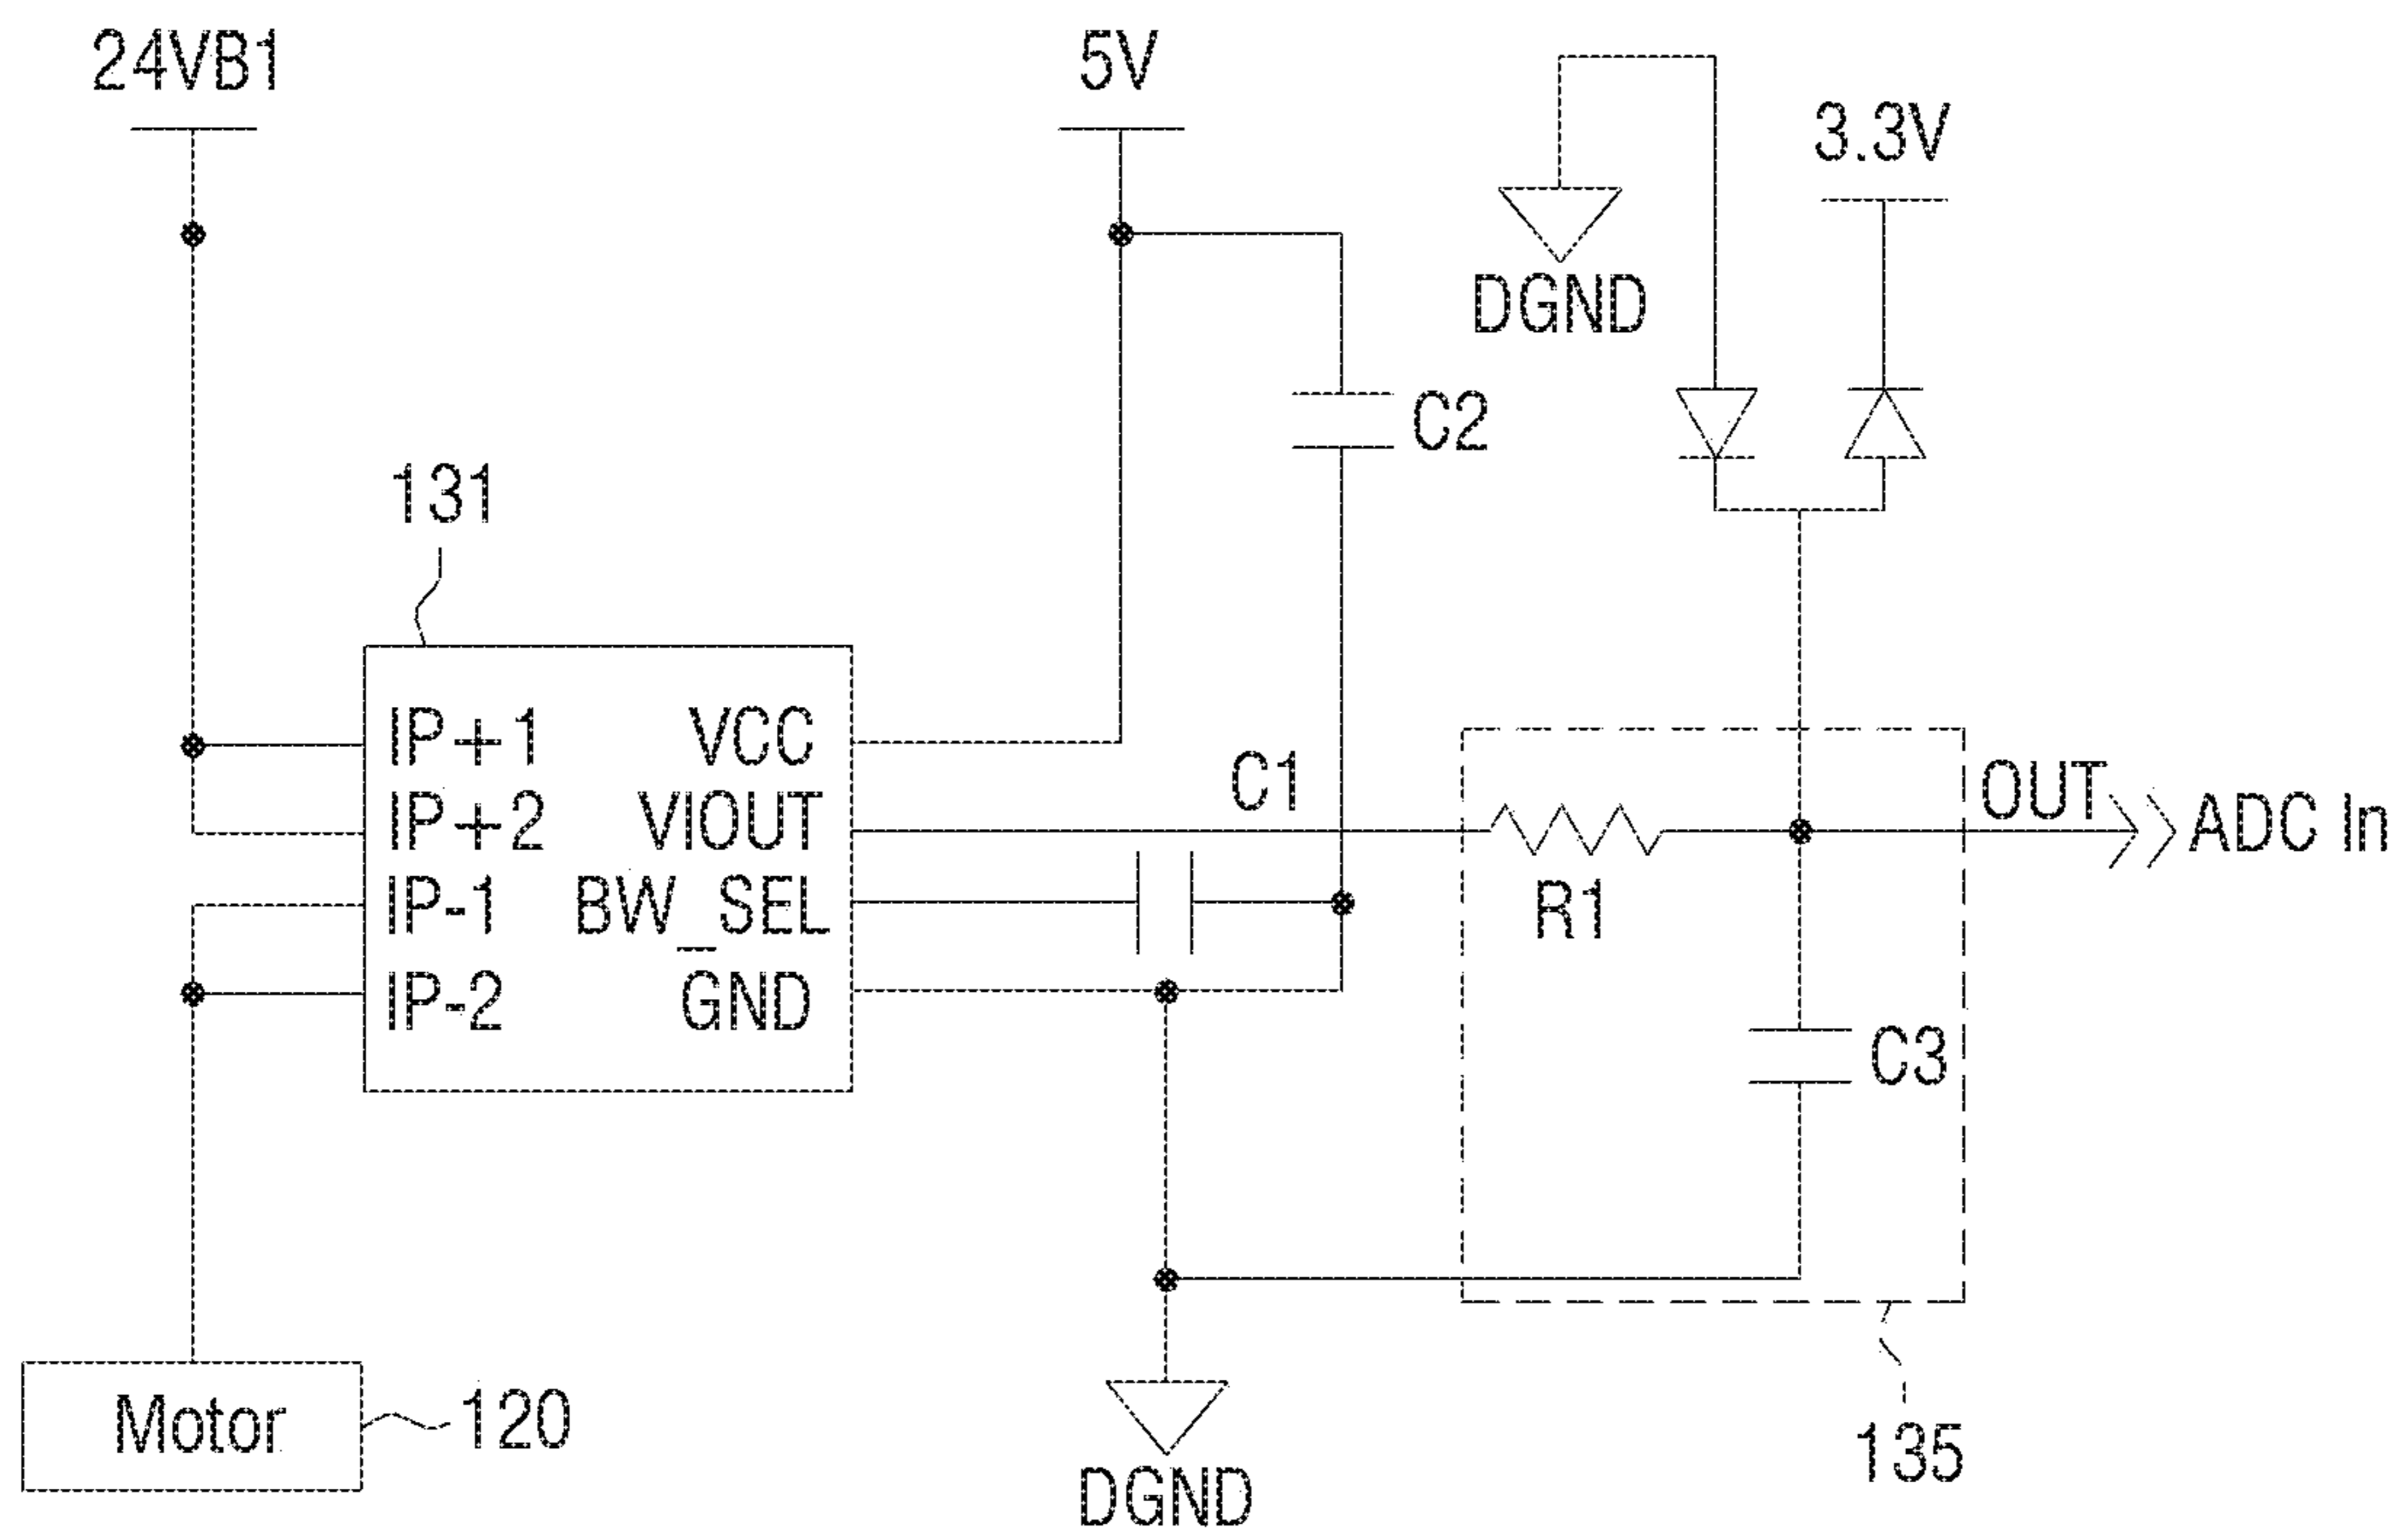 24VB1
5V
3.3V
DGND
C2
131
IP+1 VCC
IP+2 VIOUT
IP-1 BW_SEL
IP-2 GND
C1
OUT
ADC In
R1
C3
Motor
120
DGND
135